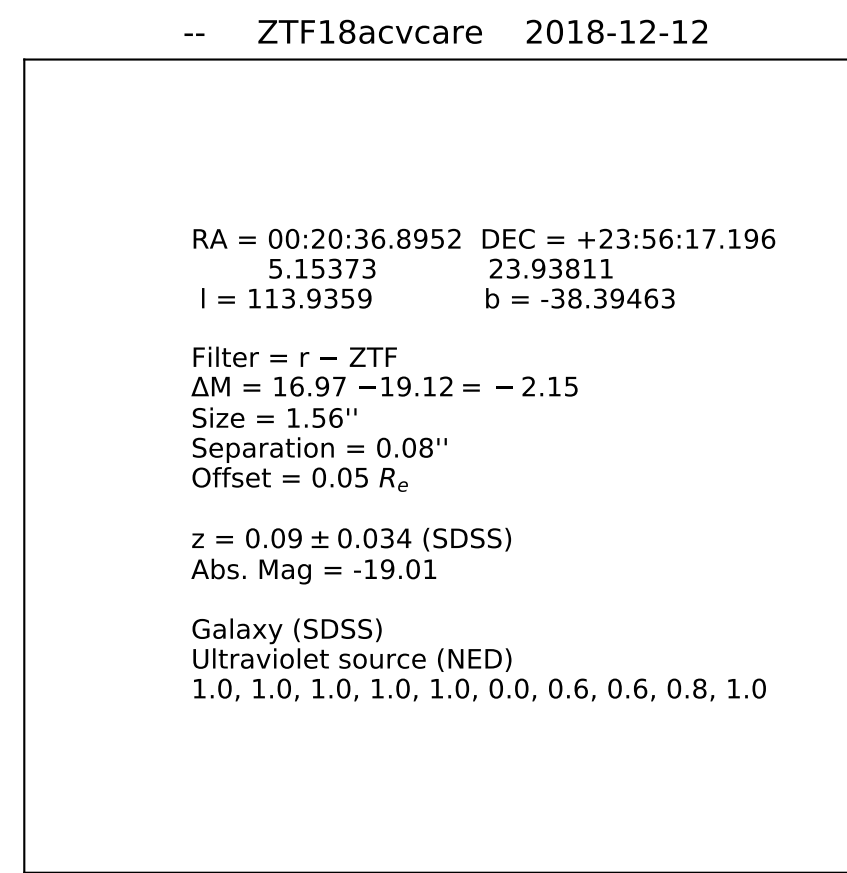 -- ZTF18acvcare 2018-12-12
RA = 00:20:36.8952 DEC = +23:56:17.196
5.15373 23.93811
l = 113.9359 b = -38.39463
Filter = r − ZTF
ΔM = 16.97 −19.12 = −2.15
Size = 1.56''
Separation = 0.08''
Offset = 0.05 Rₑ
z = 0.09 ± 0.034 (SDSS)
Abs. Mag = -19.01
Galaxy (SDSS)
Ultraviolet source (NED)
1.0, 1.0, 1.0, 1.0, 1.0, 0.0, 0.6, 0.6, 0.8, 1.0